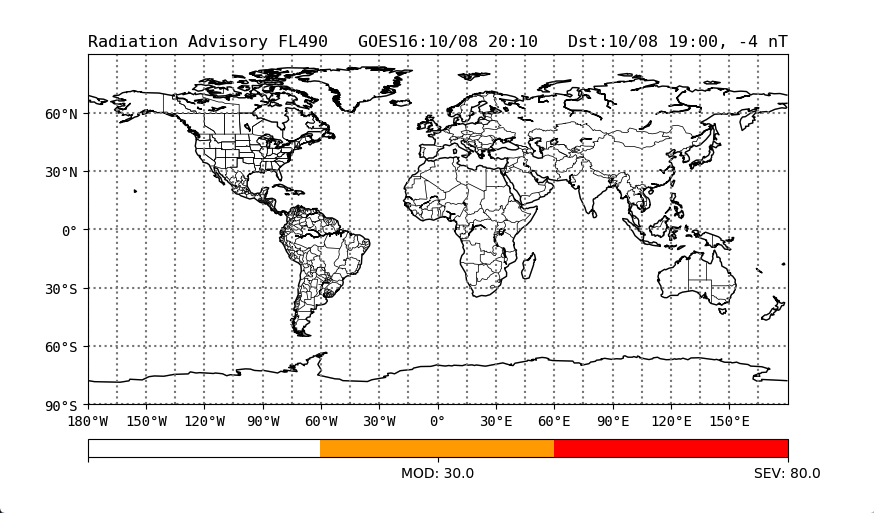 Radiation Advisory FL490 GOES16:10/08 20:10 Dst:10/08 19:00, -4 nT
60°N
30°N
0°
30°S
60°S
90°S
180°W 150°W 120°W 90°W 60°W 30°W 0° 30°E 60°E 90°E 120°E 150°E
MOD: 30.0 SEV: 80.0